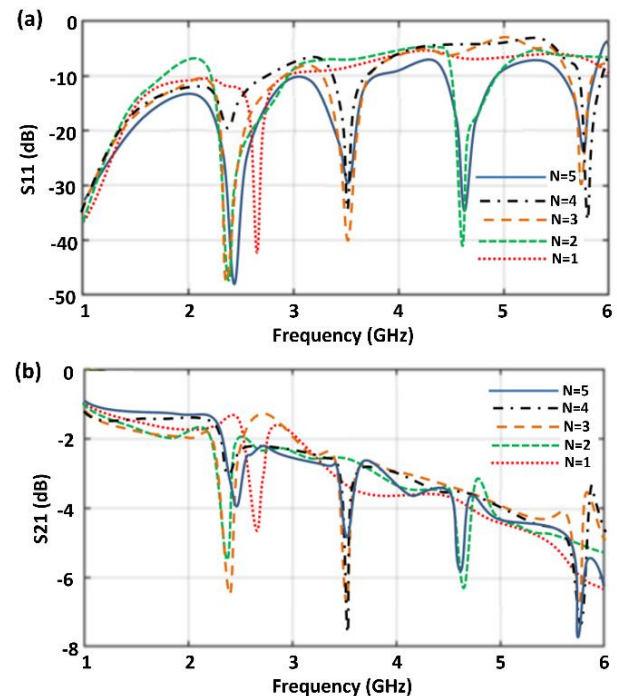 (a)
0
-10
-20
-30
-40
-50
S11 (dB)
N=5
N=4
N=3
N=2
N=1
1 2 3 4 5 6
Frequency (GHz)
(b)
0
-2
-4
-6
-8
S21 (dB)
N=5
N=4
N=3
N=2
N=1
1 2 3 4 5 6
Frequency (GHz)